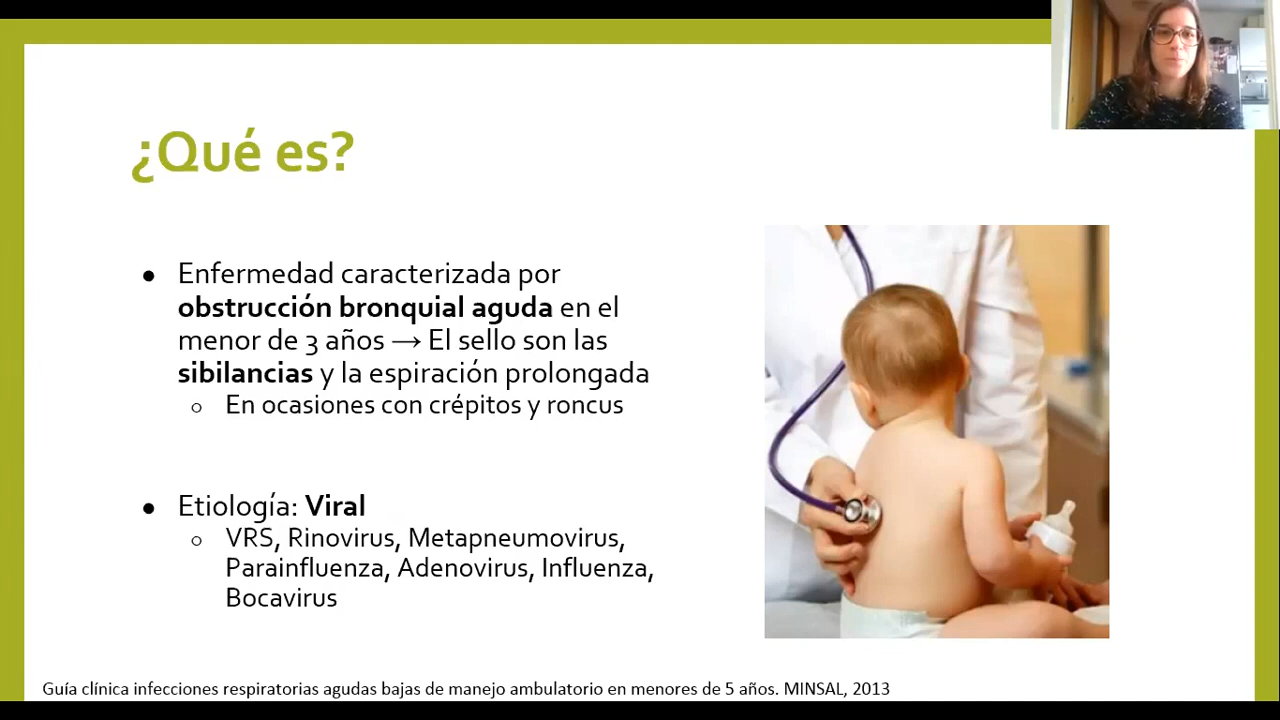 ¿Qué es?
● Enfermedad caracterizada por
obstrucción bronquial aguda en el
menor de 3 años → El sello son las
sibilancias y la espiración prolongada
○ En ocasiones con crépitos y roncus
● Etiología: Viral
○ VRS, Rinovirus, Metapneumovirus,
Parainfluenza, Adenovirus, Influenza,
Bocavirus
Guía clínica infecciones respiratorias agudas bajas de manejo ambulatorio en menores de 5 años. MINSAL, 2013